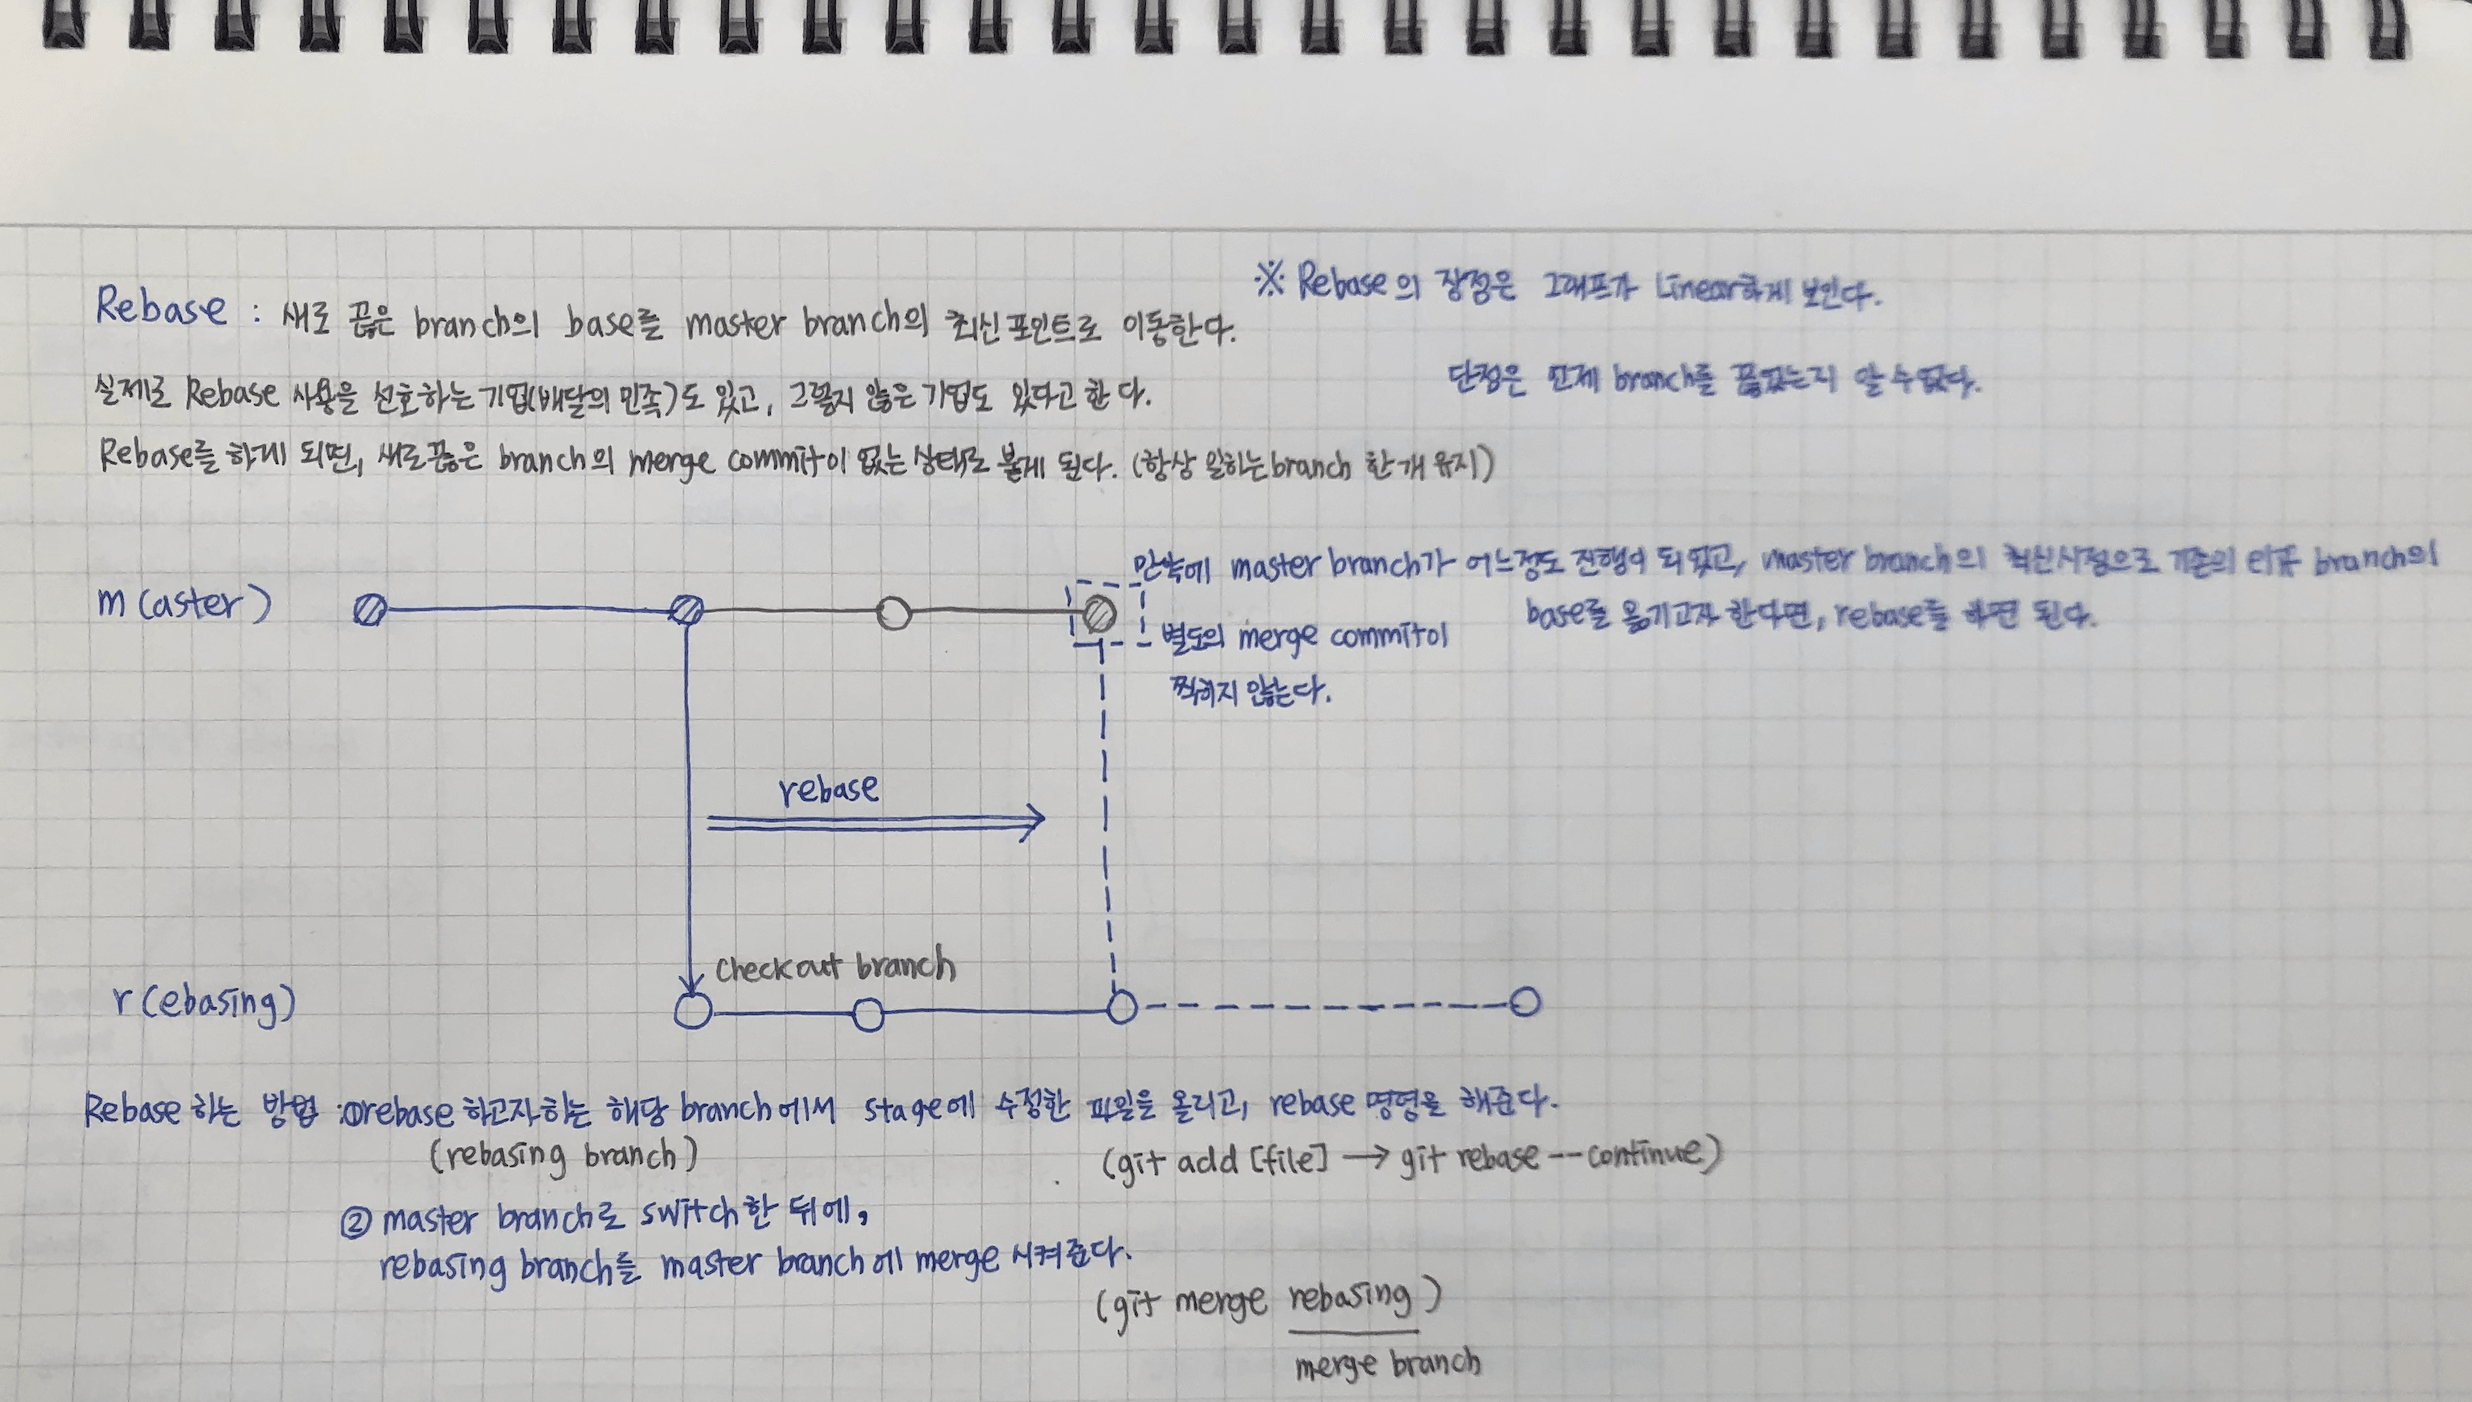 Rebase : 새로 끊은 branch의 base를 master branch의 최신포인트로 이동한다.
※ Rebase의 장점은 그래프가 Linear하게 보인다.
단점은 언제 branch를 끊었는지 알 수 없다.
실제로 Rebase 사용을 선호하는 기업(배달의 민족)도 있고, 그렇지 않은 기업도 있다고 한다.
Rebase를 하게 되면, 새로끊은 branch의 merge commit이 없는 상태로 붙게 된다. (항상 일하는 branch 한 개 유지)
만약에 master branch가 어느정도 진행이 되었고, master branch의 최신시점으로 기존의 branch의
base를 옮기고자 한다면, rebase를 하면 된다.
m(aster)
별도의 merge commit이
찍히지 않는다.
rebase
checkout branch
r(ebasing)
Rebase 하는 방법 : ①rebase 하고자하는 해당 branch에서 stage에 수정한 파일을 올리고, rebase 명령을 해준다.
(rebasing branch)
(git add [file] → git rebase --continue)
② master branch로 switch한 뒤에,
rebasing branch를 master branch에 merge 시켜준다.
(git merge rebasing)
merge branch